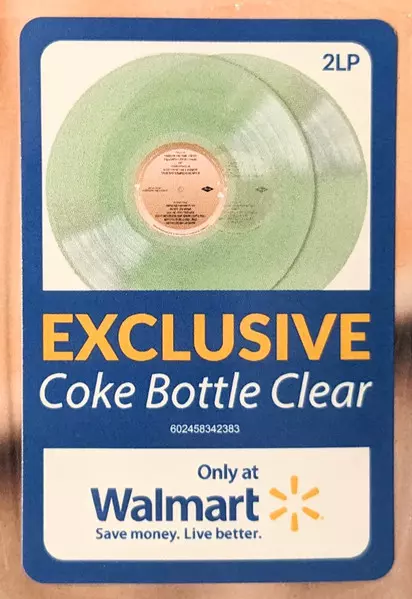 2LP
EXCLUSIVE
Coke Bottle Clear
602458342383
Only at
Walmart
Save money. Live better.